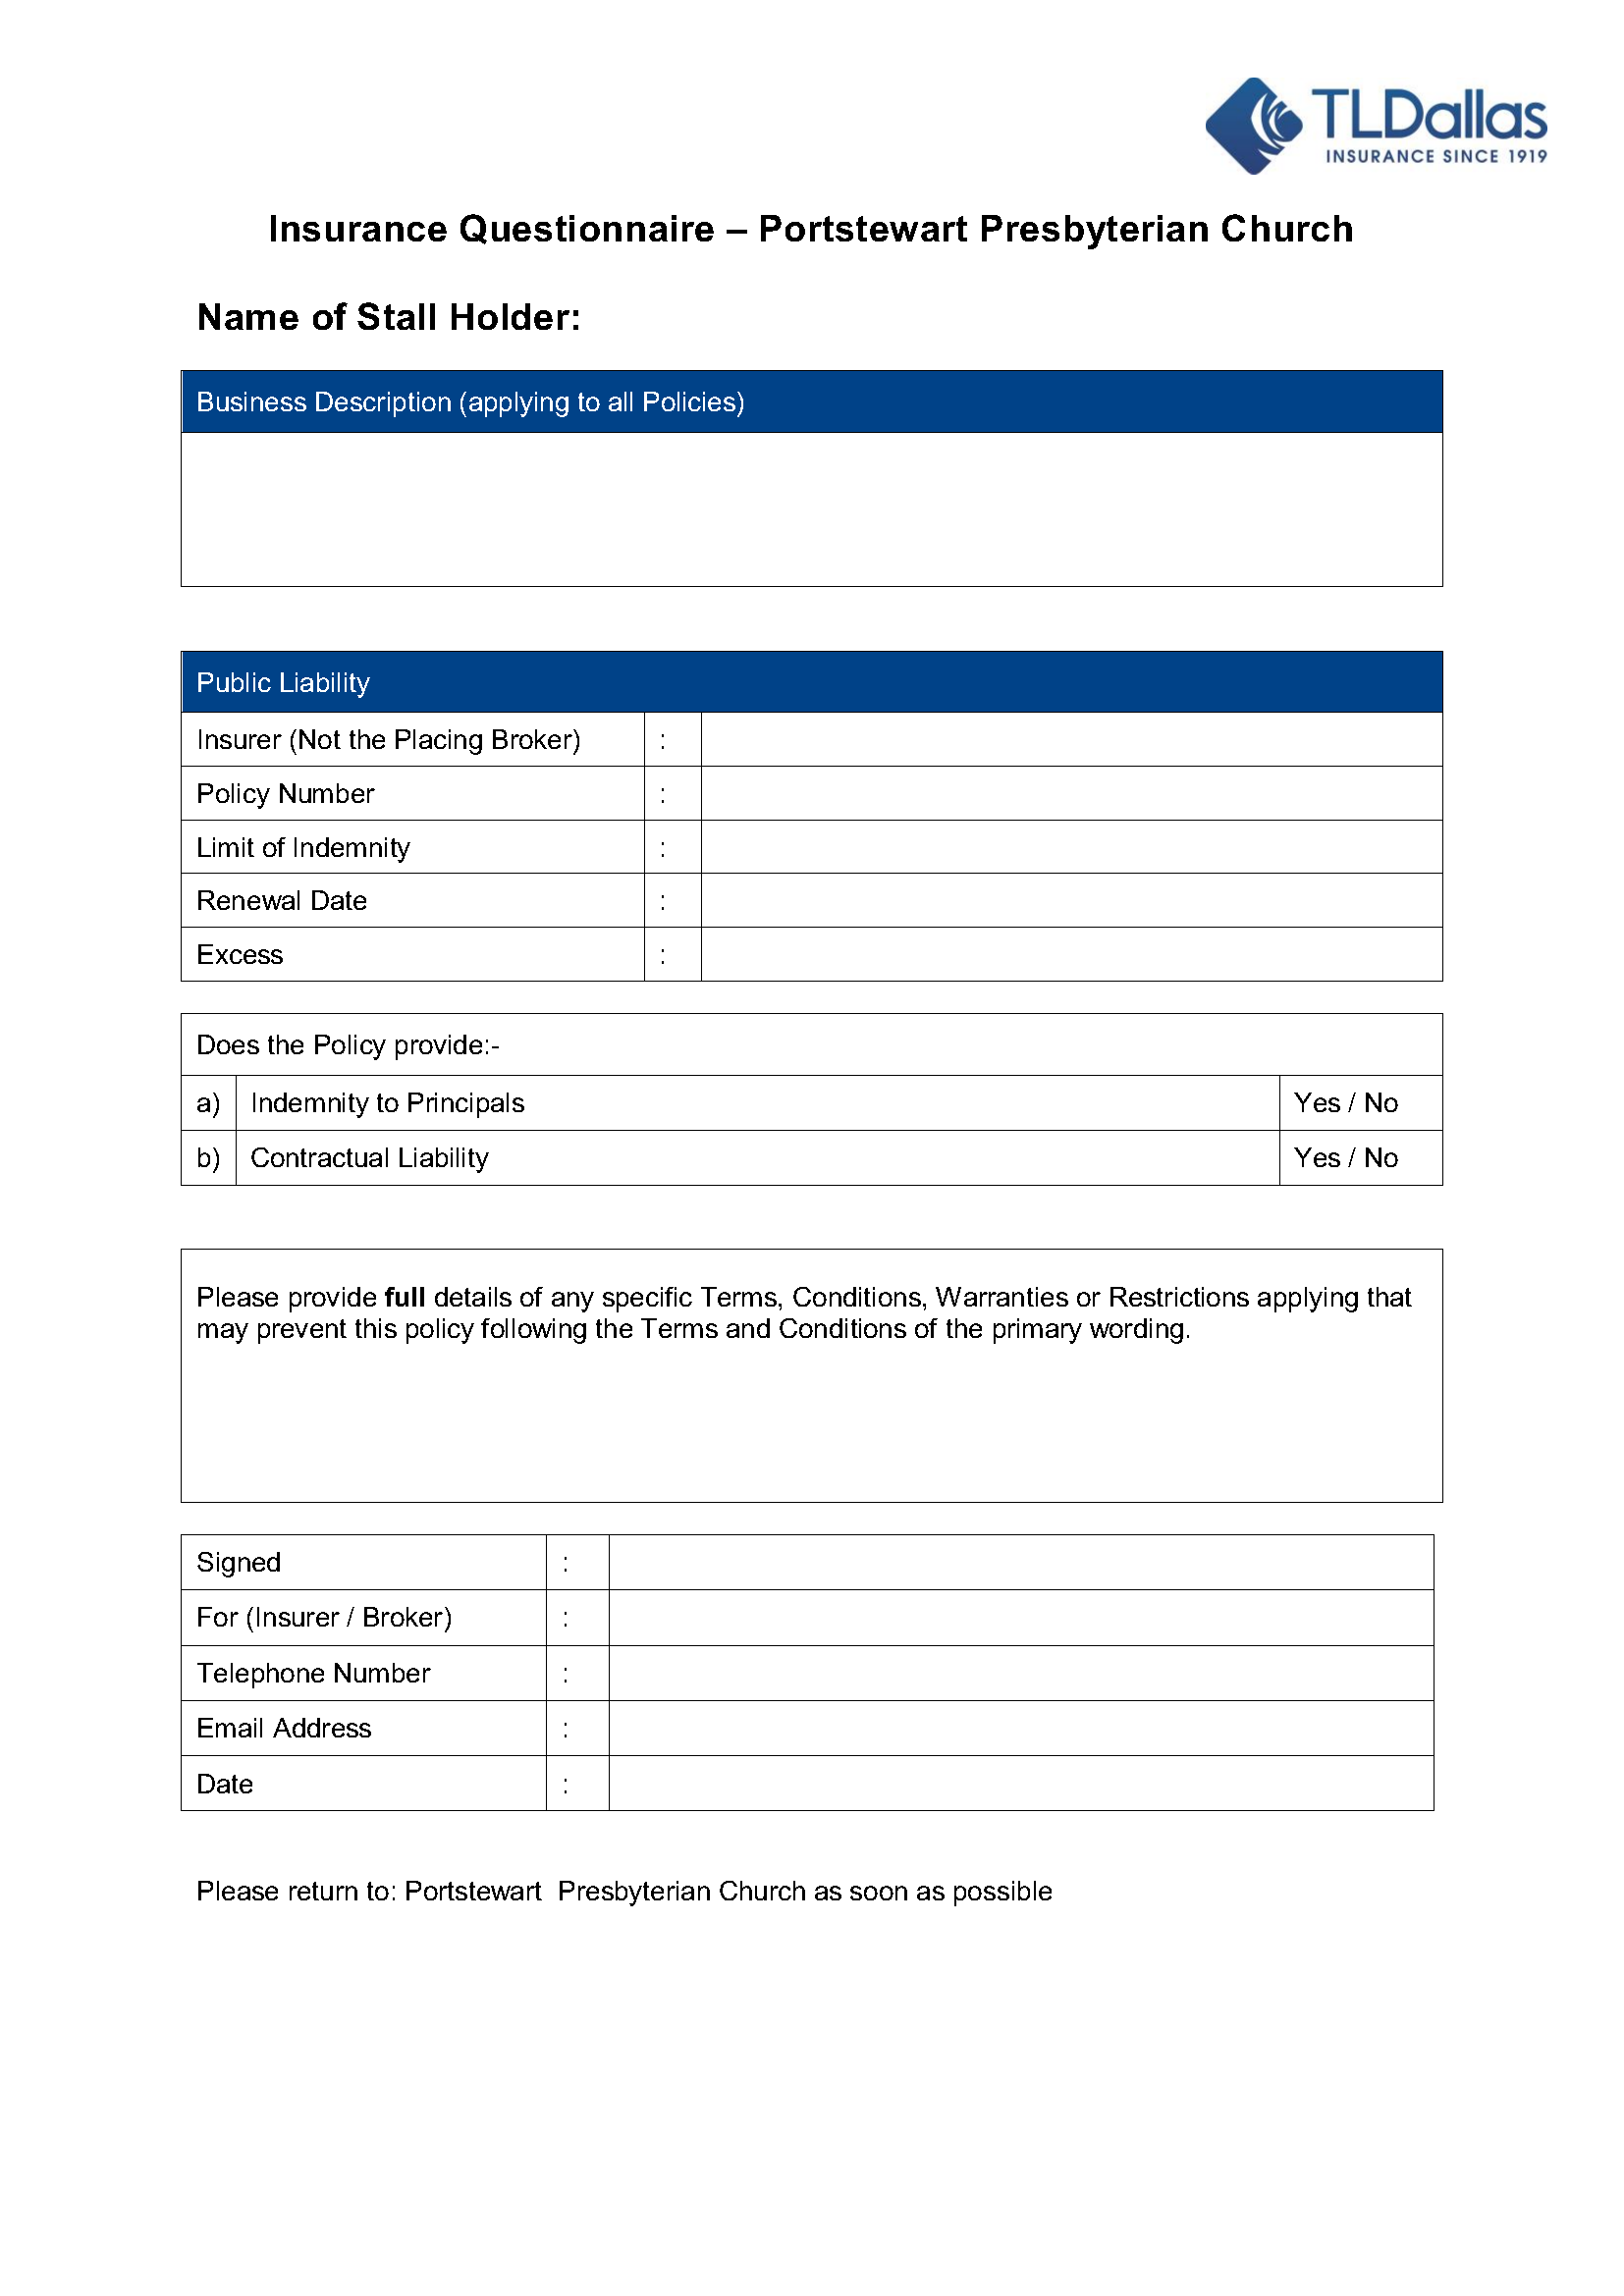 TLDallas
INSURANCE SINCE 1919
Insurance Questionnaire – Portstewart Presbyterian Church
Name of Stall Holder:
Business Description (applying to all Policies)
Public Liability
Insurer (Not the Placing Broker) :
Policy Number :
Limit of Indemnity :
Renewal Date :
Excess :
Does the Policy provide:-
a) Indemnity to Principals Yes / No
b) Contractual Liability Yes / No
Please provide full details of any specific Terms, Conditions, Warranties or Restrictions applying that
may prevent this policy following the Terms and Conditions of the primary wording.
Signed :
For (Insurer / Broker) :
Telephone Number :
Email Address :
Date :
Please return to: Portstewart  Presbyterian Church as soon as possible